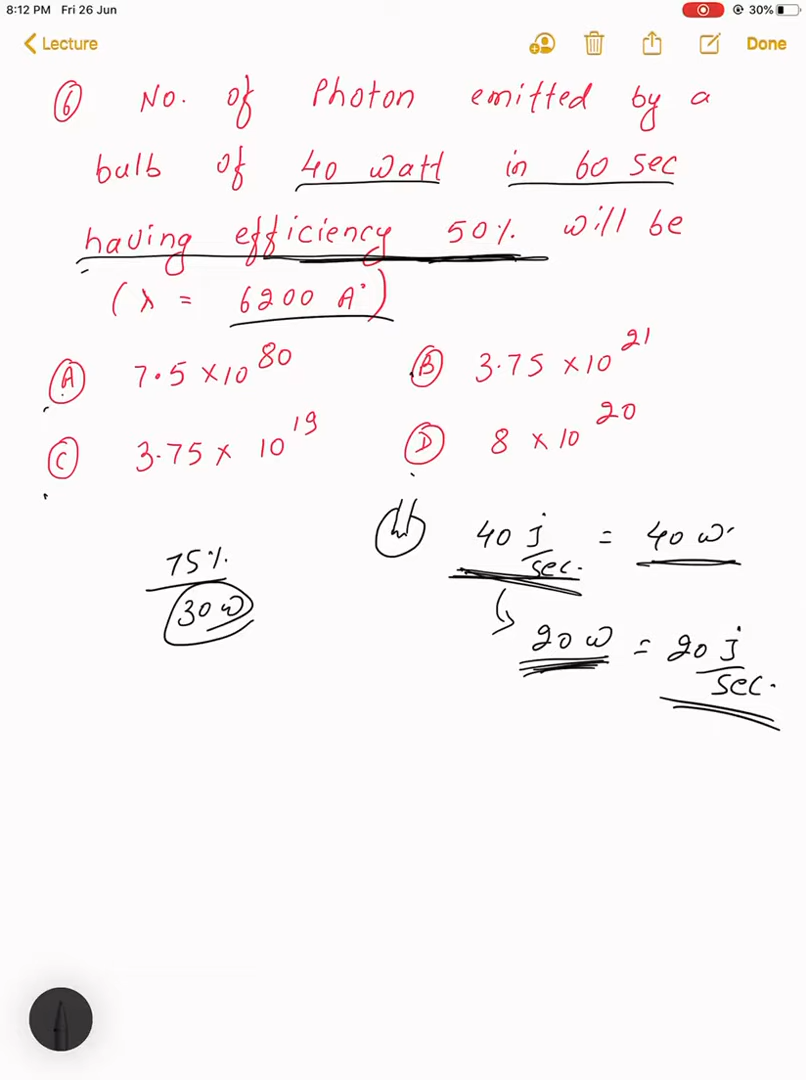 8:12 PM Fri 26 Jun
30%
Lecture
Done
⑥ No. of Photon emitted by a
bulb of 40 watt in 60 sec
having efficiency 50% will be
(λ = 6200 A°)
Ⓐ 7.5 × 10^80 Ⓑ 3.75 × 10^21
Ⓒ 3.75 × 10^19 Ⓓ 8 × 10^20
40 j/sec. = 40 w.
75%
30 w
20 w = 20 j/sec.